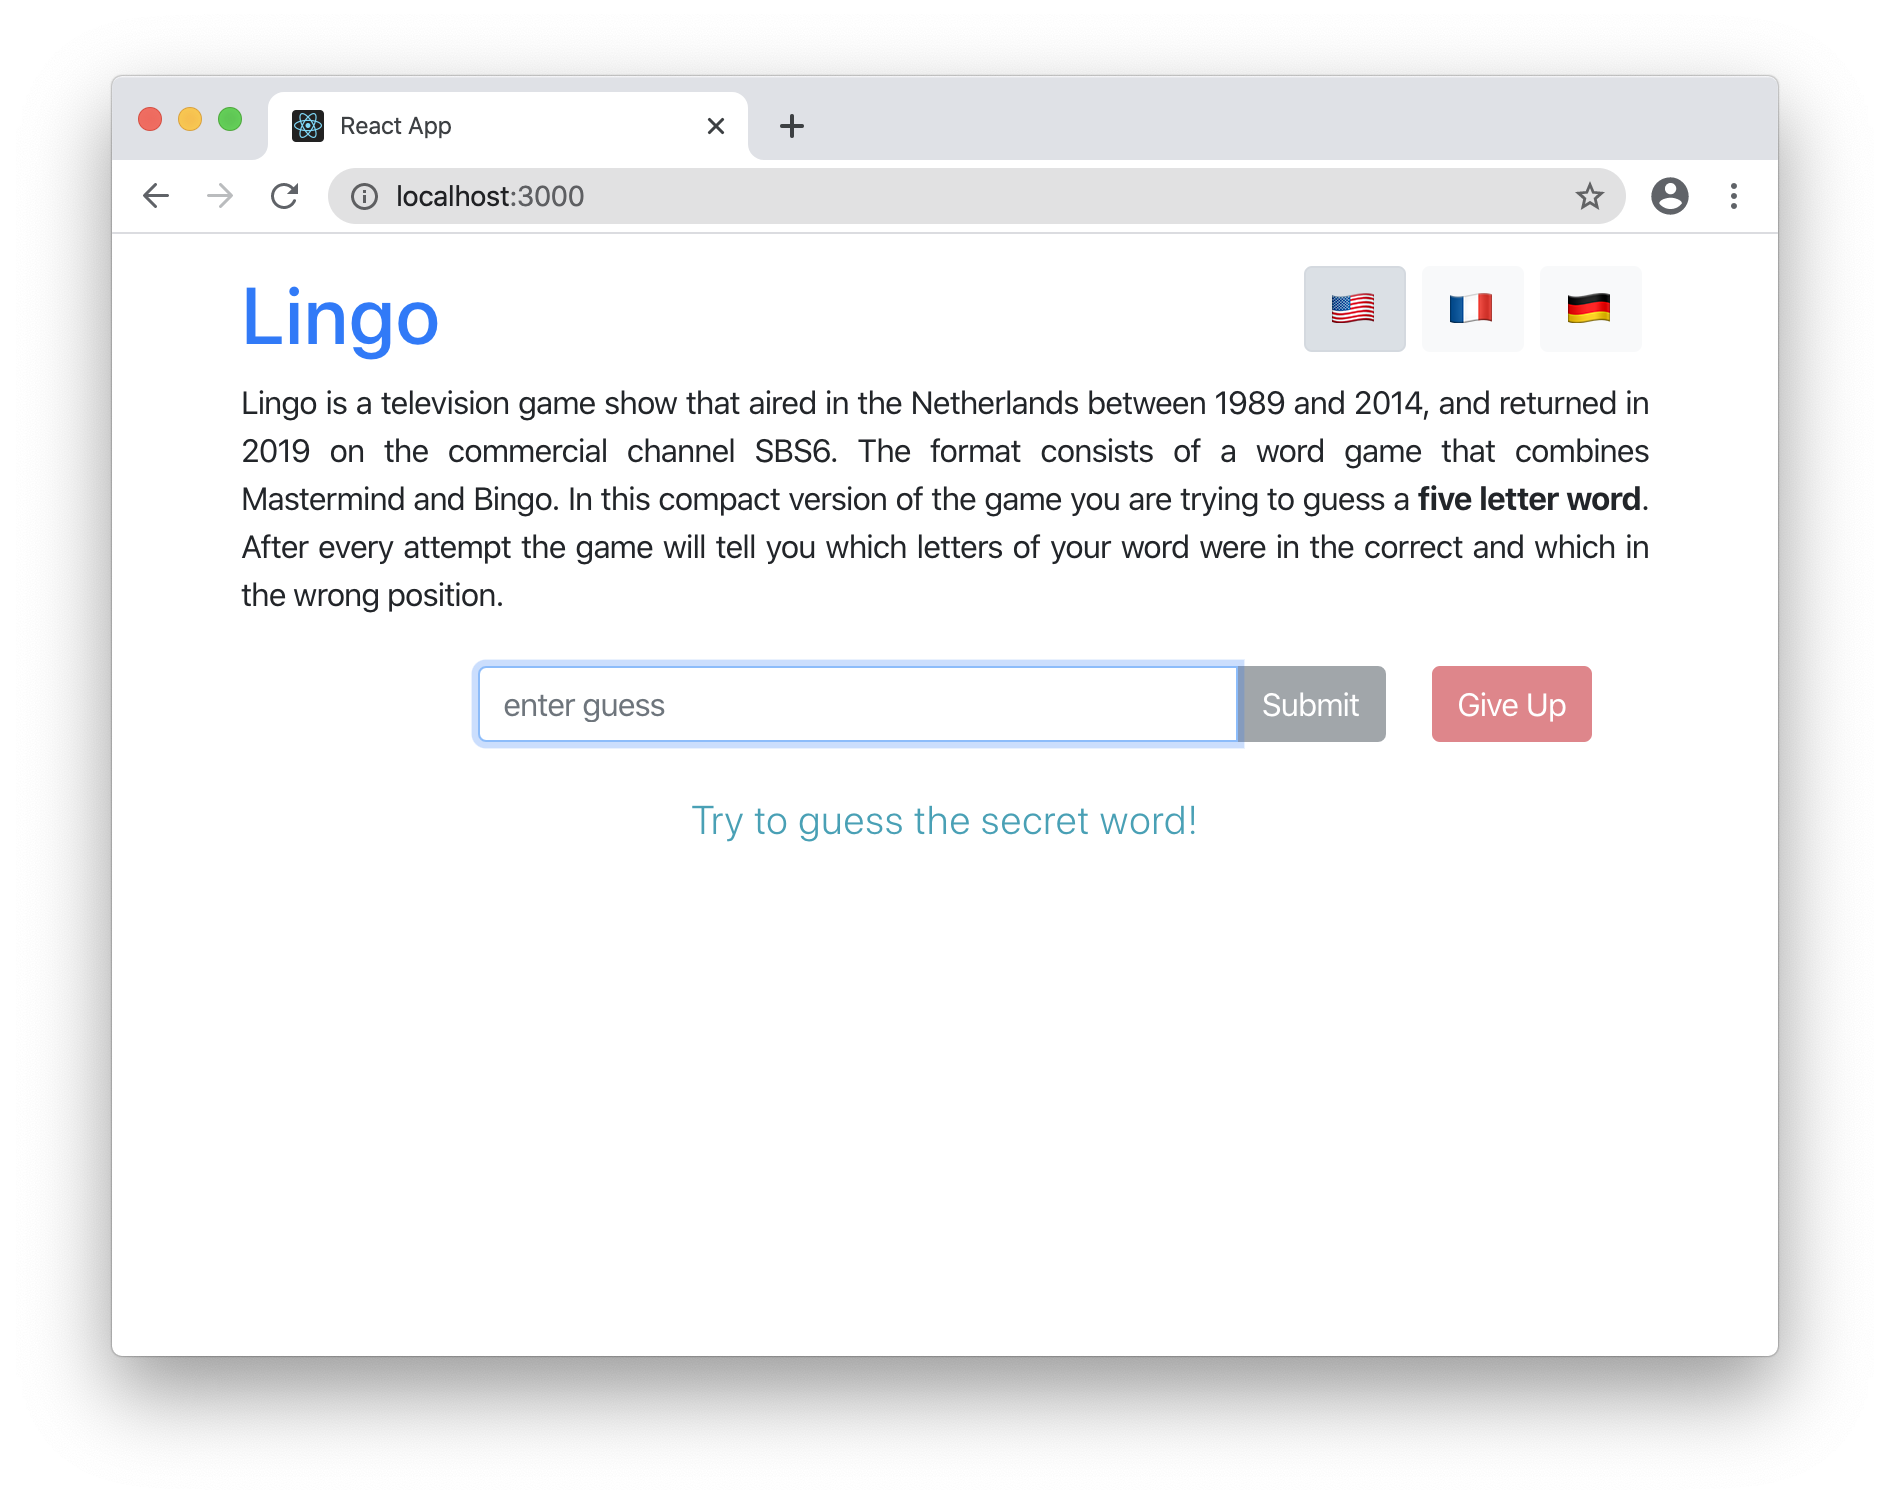 React App
localhost:3000
Lingo
Lingo is a television game show that aired in the Netherlands between 1989 and 2014, and returned in
2019 on the commercial channel SBS6. The format consists of a word game that combines
Mastermind and Bingo. In this compact version of the game you are trying to guess a five letter word.
After every attempt the game will tell you which letters of your word were in the correct and which in
the wrong position.
enter guess Submit Give Up
Try to guess the secret word!